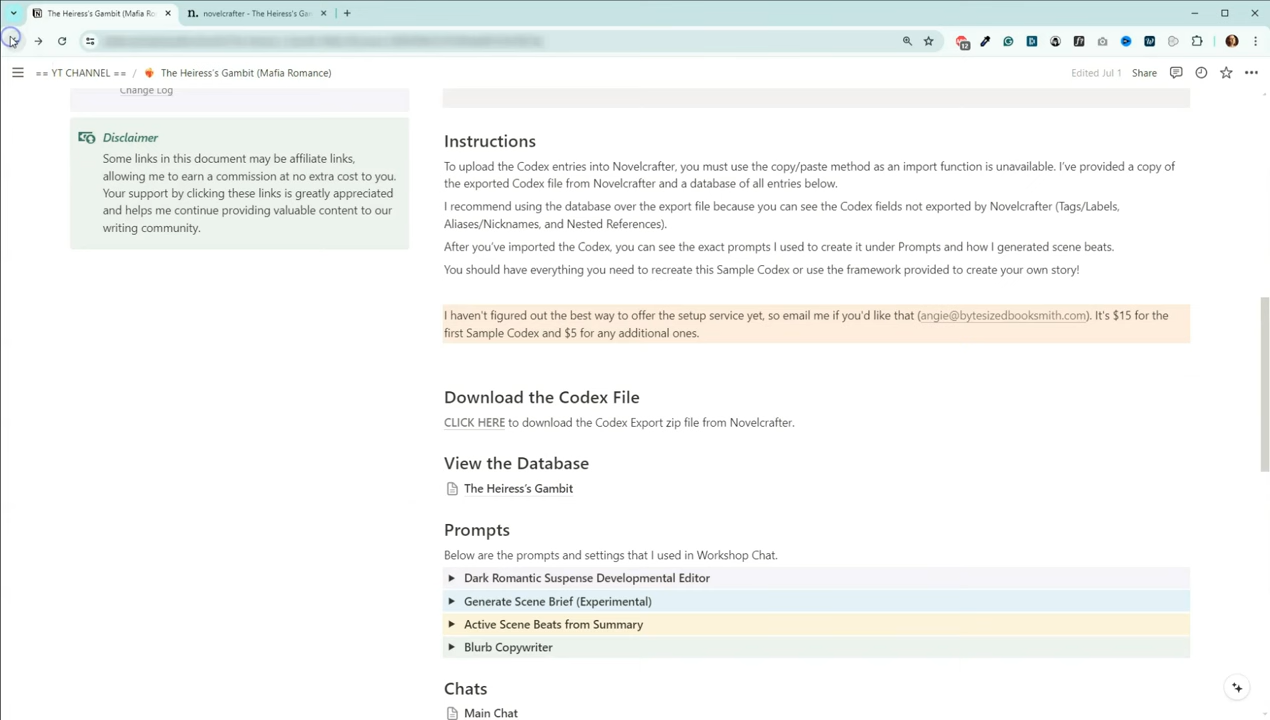 The Heiress's Gambit (Mafia Ro
novelcrafter - The Heiress's Ga
12
== YT CHANNEL == / The Heiress's Gambit (Mafia Romance)
Edited Jul 1
Share
Change Log
Disclaimer
Some links in this document may be affiliate links,
allowing me to earn a commission at no extra cost to you.
Your support by clicking these links is greatly appreciated
and helps me continue providing valuable content to our
writing community.
Instructions
To upload the Codex entries into Novelcrafter, you must use the copy/paste method as an import function is unavailable. I've provided a copy of
the exported Codex file from Novelcrafter and a database of all entries below.
I recommend using the database over the export file because you can see the Codex fields not exported by Novelcrafter (Tags/Labels,
Aliases/Nicknames, and Nested References).
After you've imported the Codex, you can see the exact prompts I used to create it under Prompts and how I generated scene beats.
You should have everything you need to recreate this Sample Codex or use the framework provided to create your own story!
I haven't figured out the best way to offer the setup service yet, so email me if you'd like that (angie@bytesizedbooksmith.com). It's $15 for the
first Sample Codex and $5 for any additional ones.
Download the Codex File
CLICK HERE to download the Codex Export zip file from Novelcrafter.
View the Database
The Heiress's Gambit
Prompts
Below are the prompts and settings that I used in Workshop Chat.
Dark Romantic Suspense Developmental Editor
Generate Scene Brief (Experimental)
Active Scene Beats from Summary
Blurb Copywriter
Chats
Main Chat